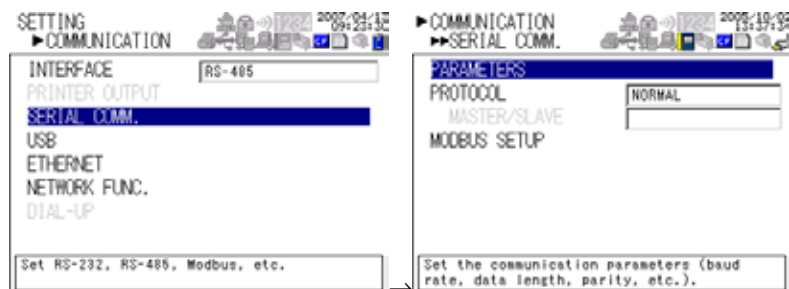 SETTING
►COMMUNICATION
INTERFACE
RS-485
PRINTER OUTPUT
SERIAL COMM.
USB
ETHERNET
NETWORK FUNC.
DIAL-UP
Set RS-232, RS-485, Modbus, etc.
→
►COMMUNICATION
►►SERIAL COMM.
1234
PARAMETERS
PROTOCOL
NORMAL
MASTER/SLAVE
MODBUS SETUP
Set the communication parameters (baud
rate, data length, parity, etc.).